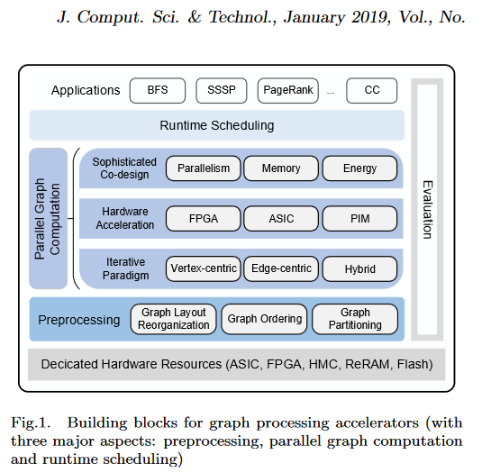 J. Comput. Sci. & Technol., January 2019, Vol., No.
Applications BFS SSSP PageRank ... CC
Runtime Scheduling
Parallel Graph
Computation
Sophisticated
Co-design
Parallelism Memory Energy
Hardware
Acceleration
FPGA ASIC PIM
Iterative
Paradigm
Vertex-centric Edge-centric Hybrid
Preprocessing
Graph Layout
Reorganization
Graph Ordering
Graph
Partitioning
Evaluation
Decicated Hardware Resources (ASIC, FPGA, HMC, ReRAM, Flash)
Fig.1. Building blocks for graph processing accelerators (with
three major aspects: preprocessing, parallel graph computation
and runtime scheduling)